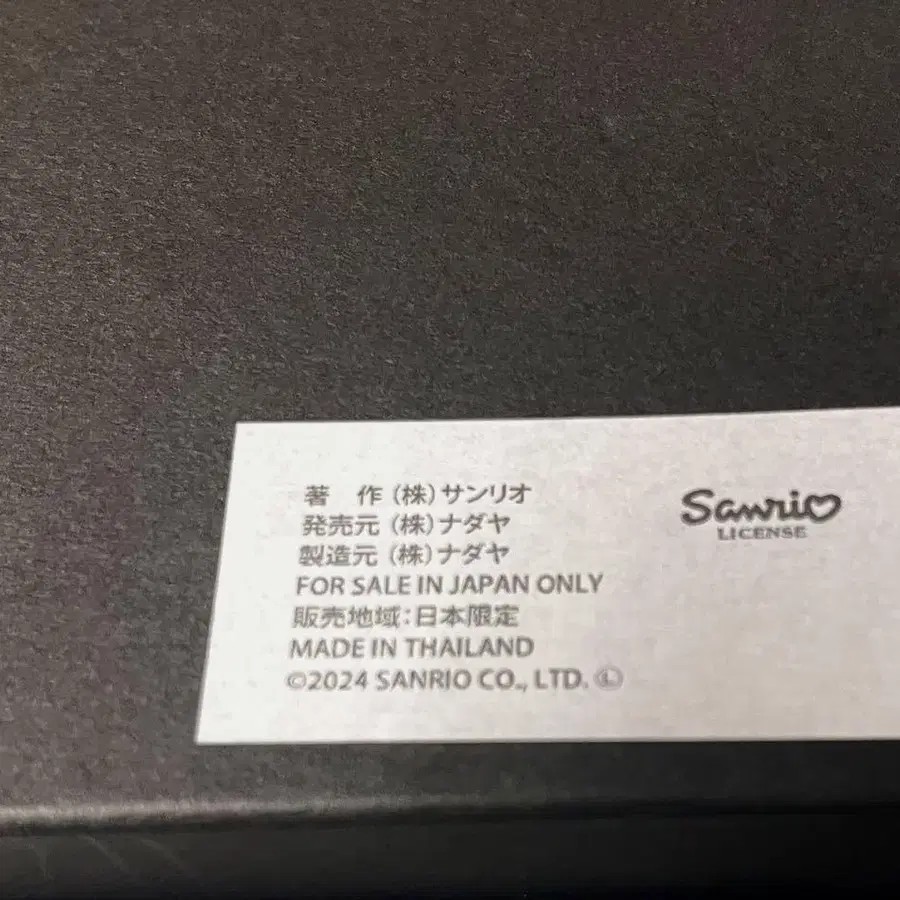 著 作 (株)サンリオ
発売元 (株)ナダヤ
製造元 (株)ナダヤ
FOR SALE IN JAPAN ONLY
販売地域:日本限定
MADE IN THAILAND
©2024 SANRIO CO., LTD. Ⓛ
Sanrio
LICENSE